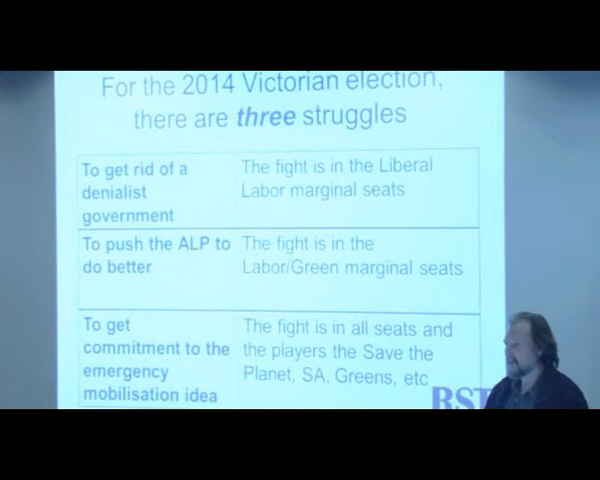 For the 2014 Victorian election,
there are three struggles
To get rid of a
denialist
government
The fight is in the Liberal
Labor marginal seats
To push the ALP to
do better
The fight is in the
Labor/Green marginal seats
To get
commitment to the
emergency
mobilisation idea
The fight is in all seats and
the players the Save the
Planet, SA, Greens, etc
RST